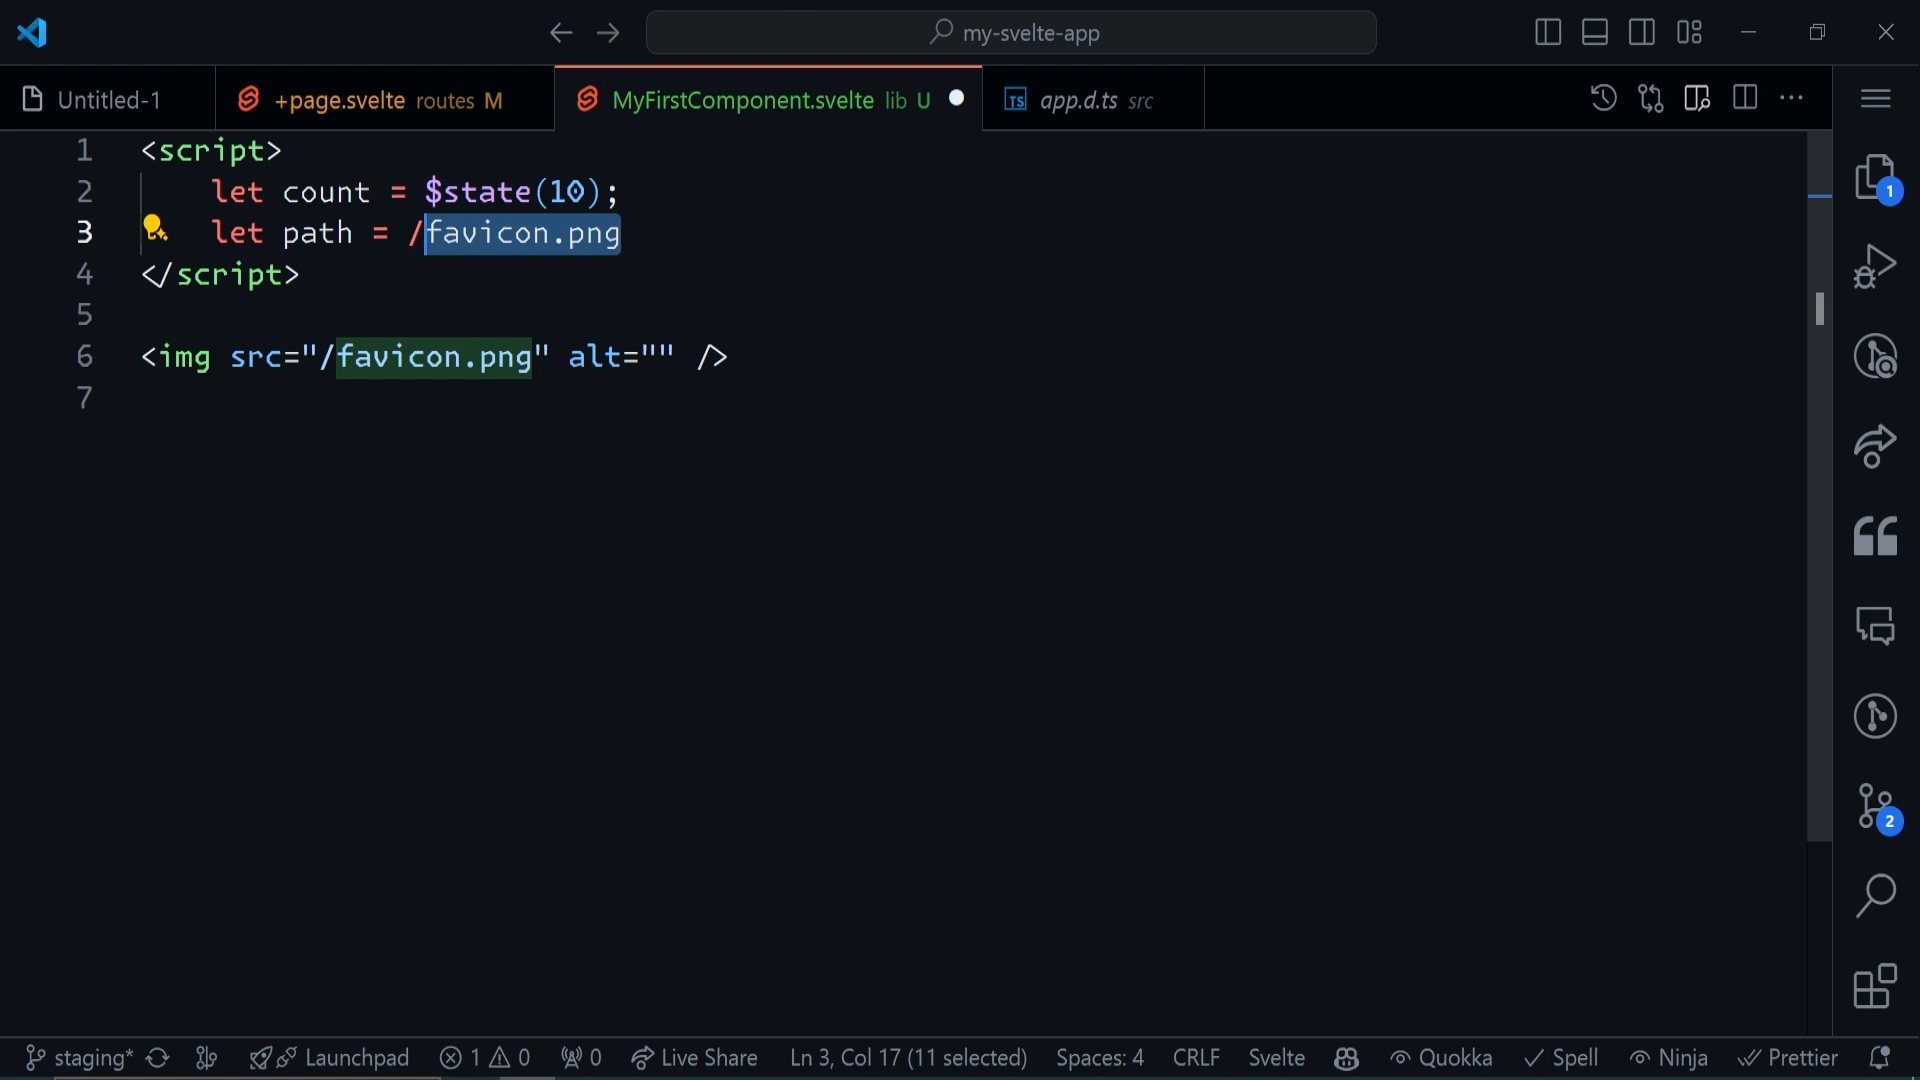 my-svelte-app
Untitled-1
+page.svelte routes M
MyFirstComponent.svelte lib U
TS app.d.ts src
1 <script>
2 let count = $state(10);
3 let path = /favicon.png
4 </script>
5
6 <img src="/favicon.png" alt="" />
7
1
2
staging* Launchpad 1 0 0 Live Share Ln 3, Col 17 (11 selected) Spaces: 4 CRLF Svelte Quokka Spell Ninja Prettier